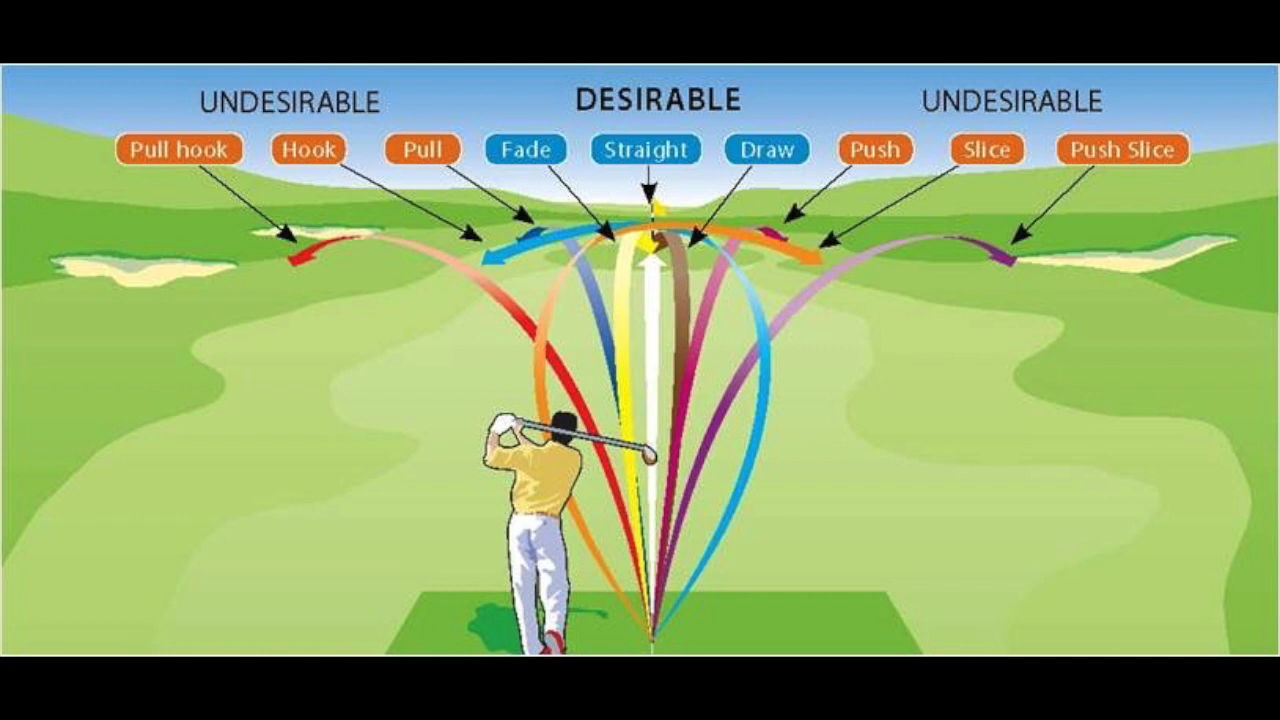 UNDESIRABLE DESIRABLE UNDESIRABLE
Pull hook Hook Pull Fade Straight Draw Push Slice Push Slice